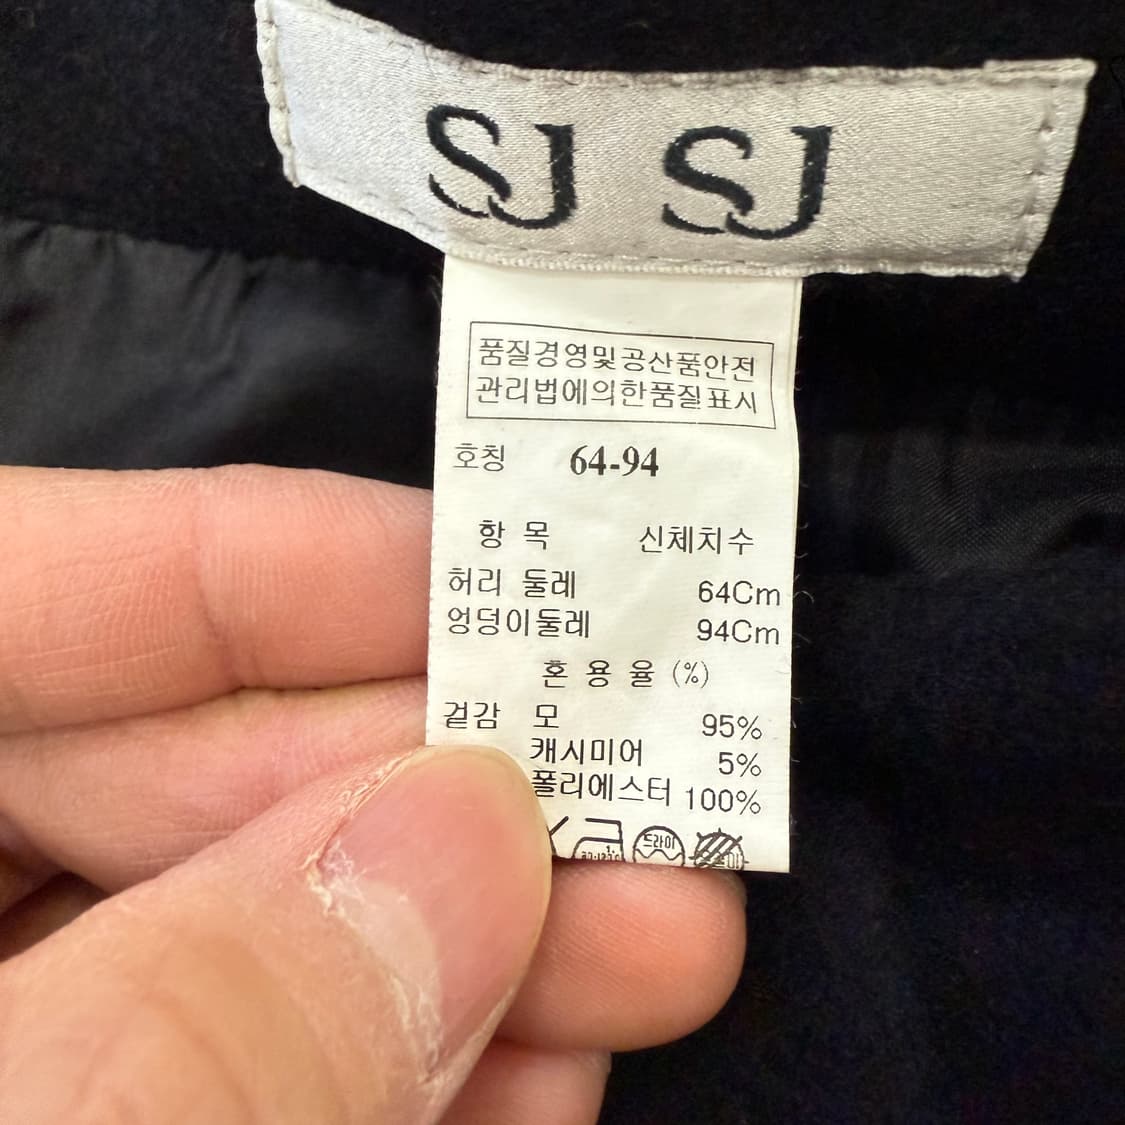 SJ SJ
품질경영및공산품안전
관리법에의한품질표시
호칭 64-94
항 목 신체치수
허리 둘레 64Cm
엉덩이둘레 94Cm
혼 용 율 (%)
겉감 모 95%
캐시미어 5%
폴리에스터 100%
드라이